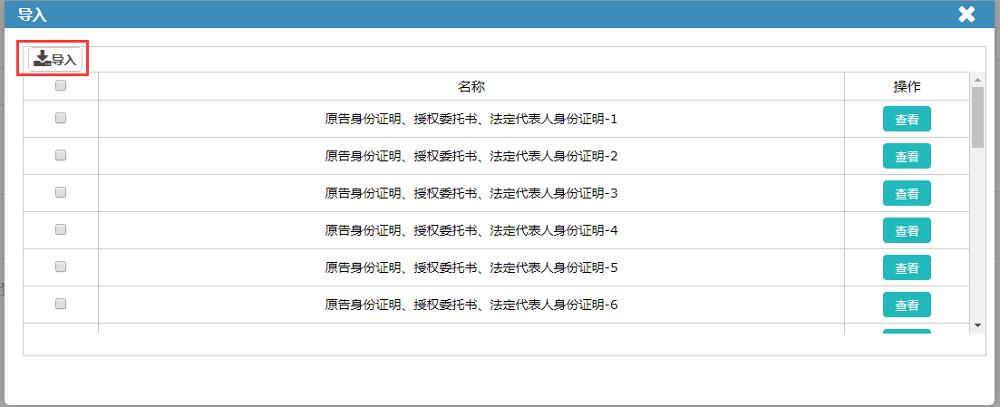 导入
导入
名称 操作
原告身份证明、授权委托书、法定代表人身份证明-1 查看
原告身份证明、授权委托书、法定代表人身份证明-2 查看
原告身份证明、授权委托书、法定代表人身份证明-3 查看
原告身份证明、授权委托书、法定代表人身份证明-4 查看
原告身份证明、授权委托书、法定代表人身份证明-5 查看
原告身份证明、授权委托书、法定代表人身份证明-6 查看